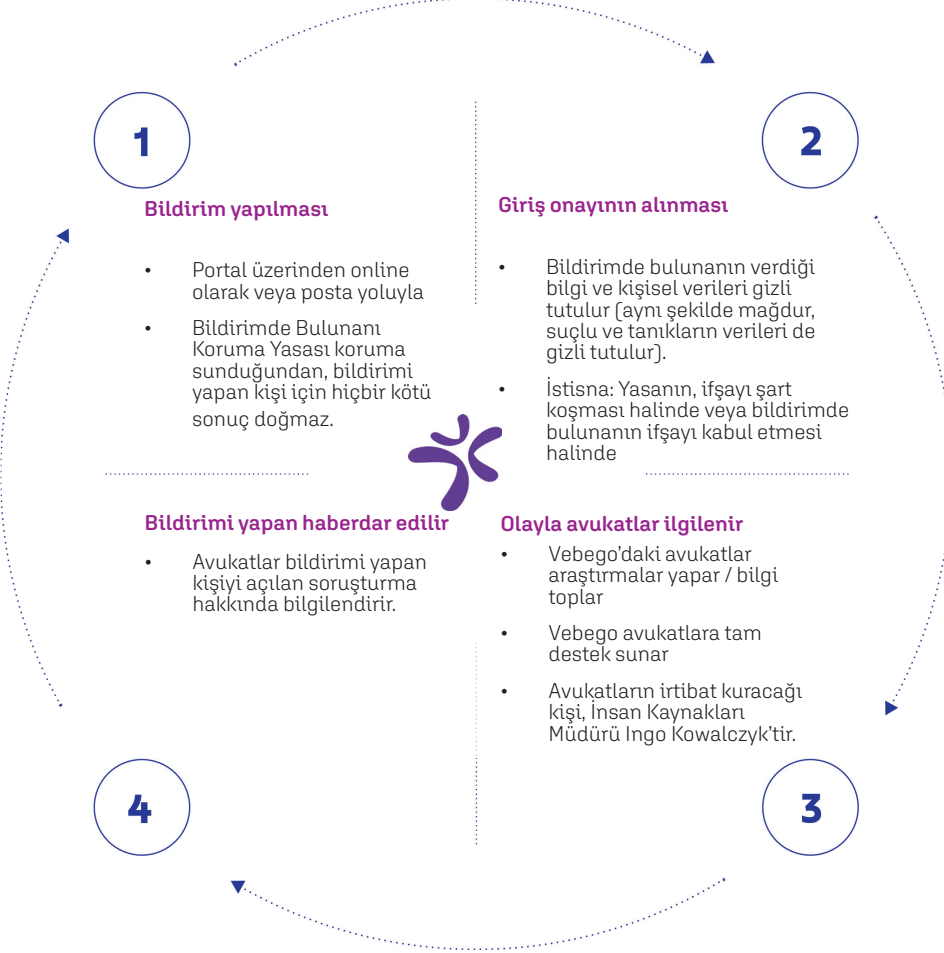 1
Bildirim yapılması
• Portal üzerinden online
olarak veya posta yoluyla
• Bildirimde Bulunanı
Koruma Yasası koruma
sunduğundan, bildirimi
yapan kişi için hiçbir kötü
sonuç doğmaz.
2
Giriş onayının alınması
• Bildirimde bulunanın verdiği
bilgi ve kişisel verileri gizli
tutulur (aynı şekilde mağdur,
suçlu ve tanıkların verileri de
gizli tutulur).
• İstisna: Yasanın, ifşayı şart
koşması halinde veya bildirimde
bulunanın ifşayı kabul etmesi
halinde
Olayla avukatlar ilgilenir
• Vebego’daki avukatlar
araştırmalar yapar / bilgi
toplar
• Vebego avukatlara tam
destek sunar
• Avukatların irtibat kuracağı
kişi, İnsan Kaynakları
Müdürü Ingo Kowalczyk’tir.
3
Bildirimi yapan haberdar edilir
• Avukatlar bildirimi yapan
kişiyi açılan soruşturma
hakkında bilgilendirir.
4